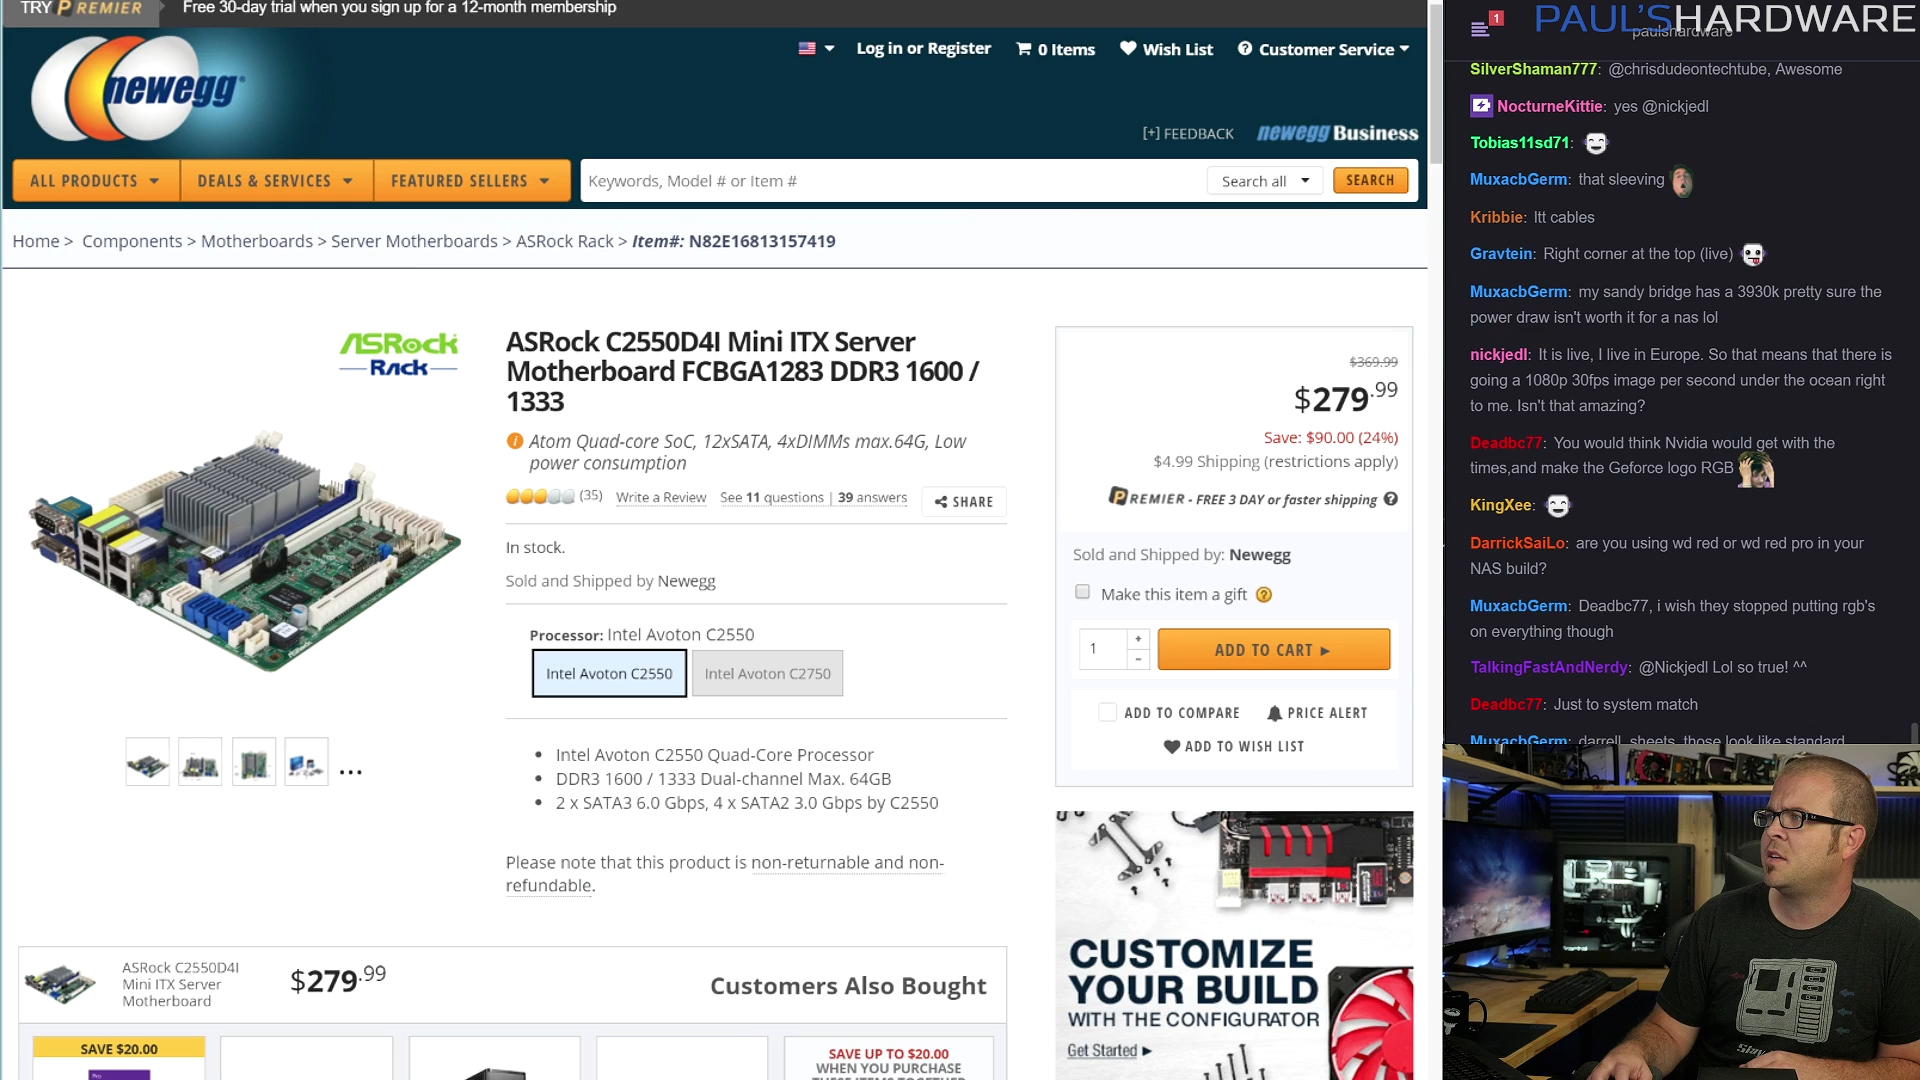 TRY PREMIER Free 30-day trial when you sign up for a 12-month membership
newegg
Log in or Register 0 Items Wish List Customer Service
[+] FEEDBACK newegg Business
ALL PRODUCTS DEALS & SERVICES FEATURED SELLERS Keywords, Model # or Item # Search all SEARCH
Home > Components > Motherboards > Server Motherboards > ASRock Rack > Item#: N82E16813157419
ASRock
Rack
ASRock C2550D4I Mini ITX Server
Motherboard FCBGA1283 DDR3 1600 /
1333
Atom Quad-core SoC, 12xSATA, 4xDIMMs max.64G, Low
power consumption
(35) Write a Review See 11 questions | 39 answers SHARE
In stock.
Sold and Shipped by Newegg
Processor: Intel Avoton C2550
Intel Avoton C2550 Intel Avoton C2750
• Intel Avoton C2550 Quad-Core Processor
• DDR3 1600 / 1333 Dual-channel Max. 64GB
• 2 x SATA3 6.0 Gbps, 4 x SATA2 3.0 Gbps by C2550
Please note that this product is non-returnable and non-
refundable.
...
$369.99
$279.99
Save: $90.00 (24%)
$4.99 Shipping (restrictions apply)
PREMIER - FREE 3 DAY or faster shipping ?
Sold and Shipped by: Newegg
Make this item a gift ?
1 + - ADD TO CART ▶
ADD TO COMPARE PRICE ALERT
ADD TO WISH LIST
CUSTOMIZE
YOUR BUILD
WITH THE CONFIGURATOR
Get Started ▶
ASRock C2550D4I
Mini ITX Server
Motherboard
$279.99
Customers Also Bought
SAVE $20.00
Pro
SAVE UP TO $20.00
WHEN YOU PURCHASE
THESE ITEMS TOGETHER
1
PAUL'SHARDWARE
paulshardware
SilverShaman777: @chrisdudeontechtube, Awesome
NocturneKittie: yes @nickjedl
Tobias11sd71:
MuxacbGerm: that sleeving
Kribbie: ltt cables
Gravtein: Right corner at the top (live)
MuxacbGerm: my sandy bridge has a 3930k pretty sure the
power draw isn't worth it for a nas lol
nickjedl: It is live, I live in Europe. So that means that there is
going a 1080p 30fps image per second under the ocean right
to me. Isn't that amazing?
Deadbc77: You would think Nvidia would get with the
times,and make the Geforce logo RGB
KingXee:
DarrickSaiLo: are you using wd red or wd red pro in your
NAS build?
MuxacbGerm: Deadbc77, i wish they stopped putting rgb's
on everything though
TalkingFastAndNerdy: @Nickjedl Lol so true! ^^
Deadbc77: Just to system match
MuxacbGerm: darrell_sheets, those look like standard